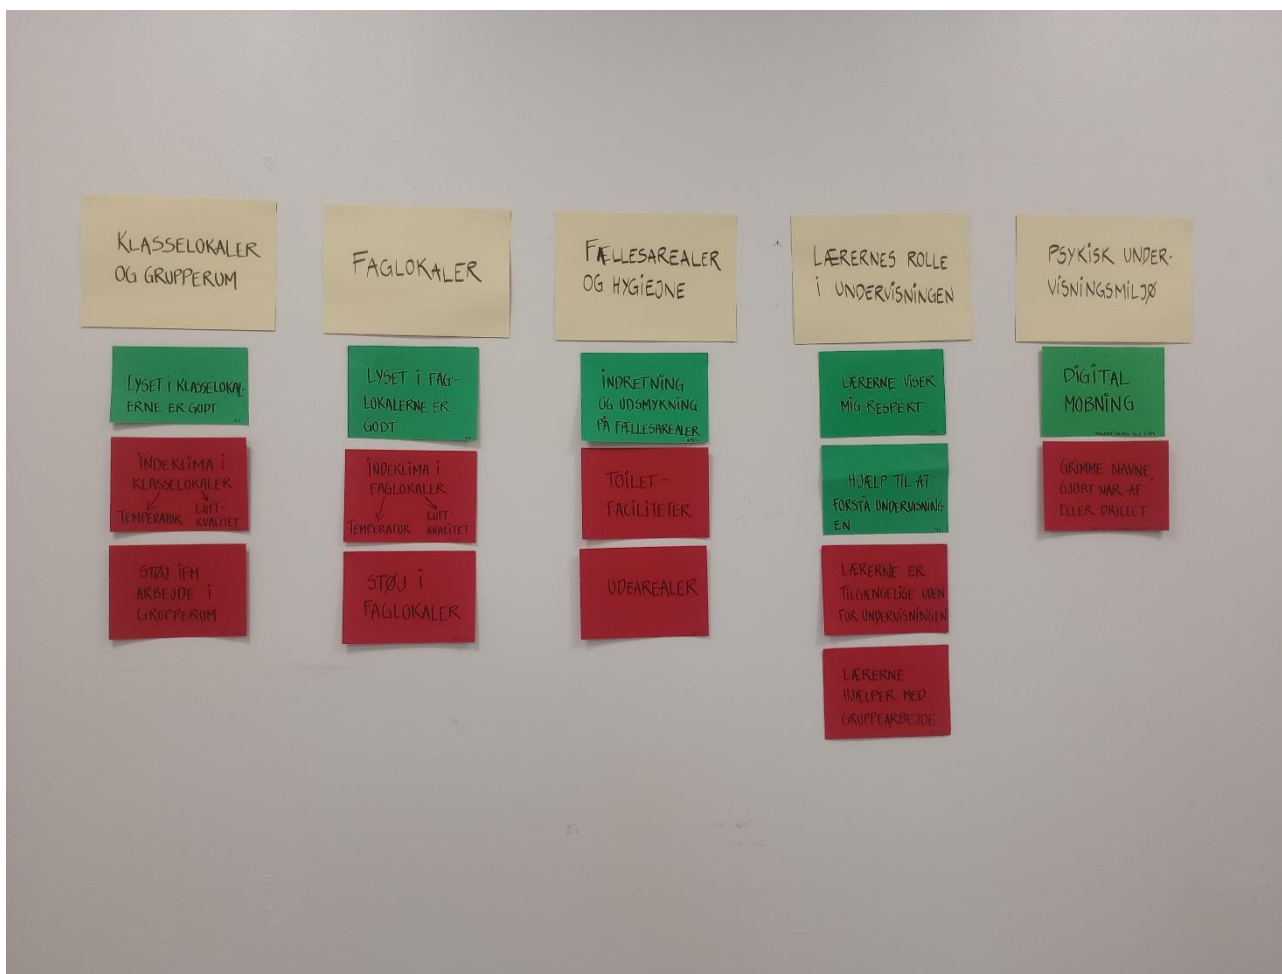 KLASSELOKALER
OG GRUPPERUM
LYSET I KLASSELOKAL-
ERNE ER GODT
INDEKLIMA I
KLASSELOKALER
TEMPERATUR LUFT-
KVALITET
STØJ IFM
ARBEJDE I
GRUPPERUM
FAGLOKALER
LYSET I FAG-
LOKALERNE ER
GODT
INDEKLIMA I
FAGLOKALER
TEMPERATUR LUFT-
KVALITET
STØJ I
FAGLOKALER
FÆLLESAREALER
OG HYGIEJNE
INDRETNING
OG UDSMYKNING
PÅ FÆLLESAREALER
TOILET-
FACILITETER
UDEAREALER
LÆRERNES ROLLE
I UNDERVISNINGEN
LÆRERNE VISER
MIG RESPEKT
HJÆLP TIL AT
FORSTÅ UNDERVISNING-
EN
LÆRERNE ER
TILGÆNGELIGE UDEN
FOR UNDERVISNINGEN
LÆRERNE
HJÆLPER MED
GRUPPEARBEJDE
PSYKISK UNDER-
VISNINGSMILJØ
DIGITAL
MOBNING
GRIMME NAVNE,
GJORT NAR AF
ELLER DRILLET